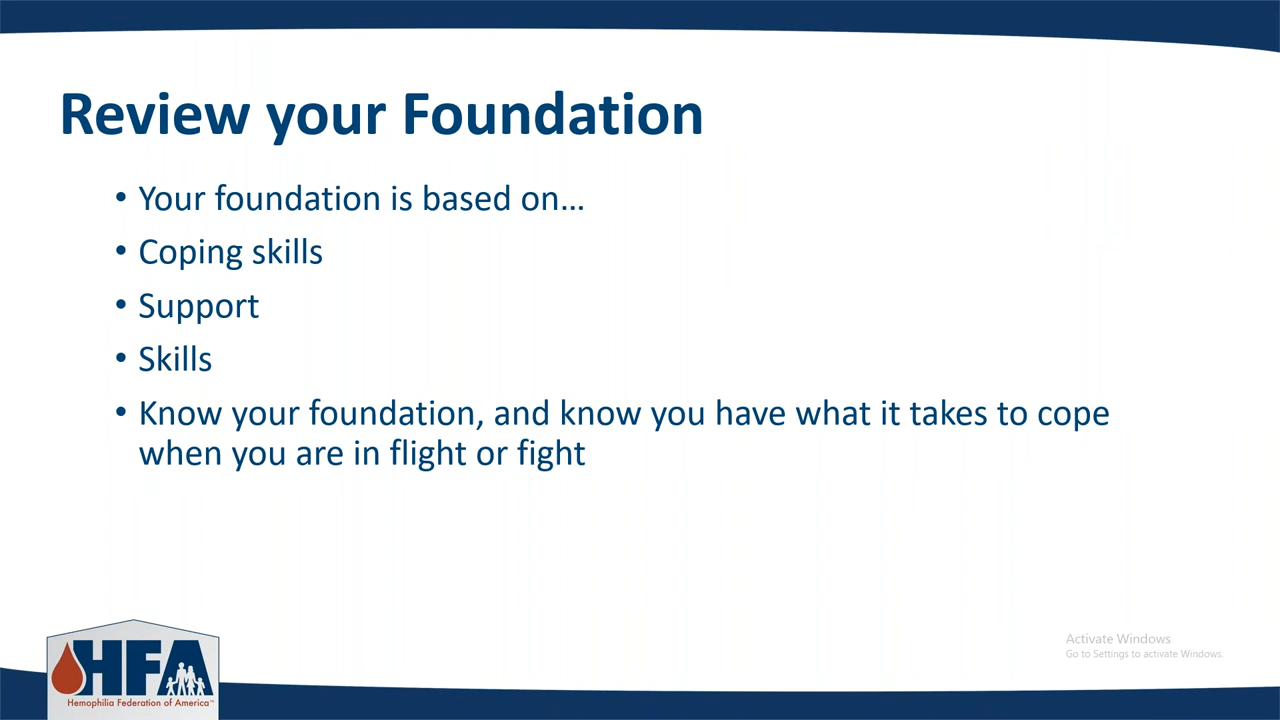 Review your Foundation
• Your foundation is based on...
• Coping skills
• Support
• Skills
• Know your foundation, and know you have what it takes to cope
when you are in flight or fight
Activate Windows
Go to Settings to activate Windows.
HFA
Hemophilia Federation of America™